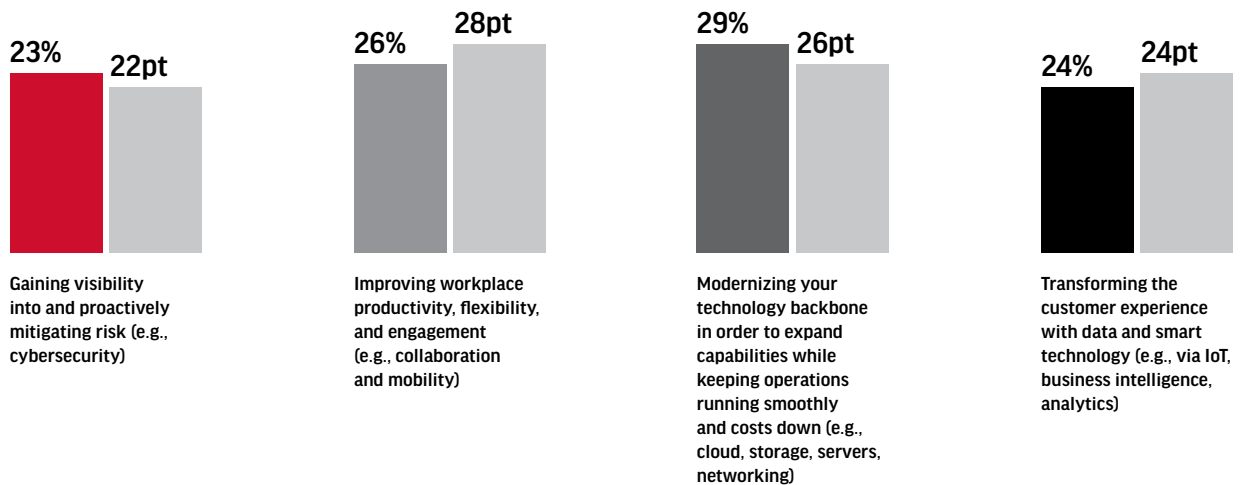 23%
22pt
Gaining visibility
into and proactively
mitigating risk (e.g.,
cybersecurity)
26%
28pt
Improving workplace
productivity, flexibility,
and engagement
(e.g., collaboration
and mobility)
29%
26pt
Modernizing your
technology backbone
in order to expand
capabilities while
keeping operations
running smoothly
and costs down (e.g.,
cloud, storage, servers,
networking)
24%
24pt
Transforming the
customer experience
with data and smart
technology (e.g., via IoT,
business intelligence,
analytics)